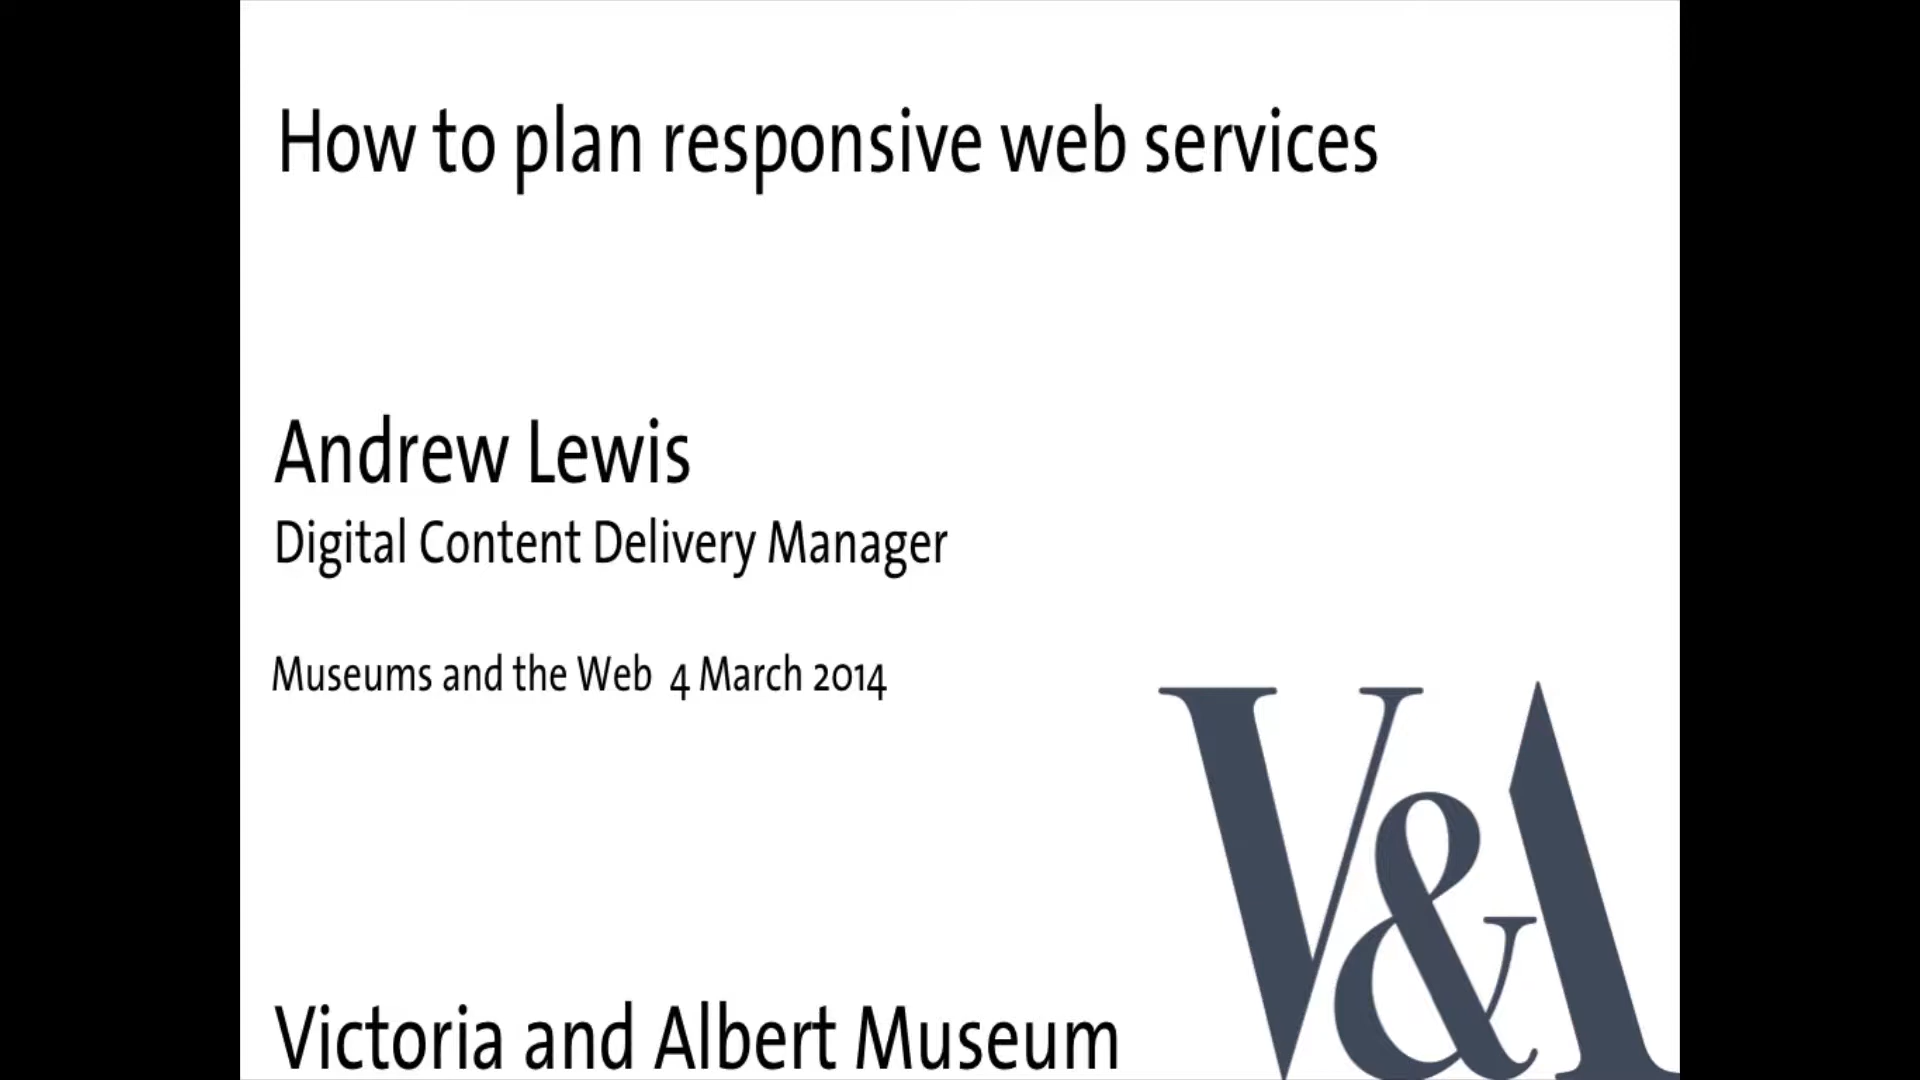 How to plan responsive web services
Andrew Lewis
Digital Content Delivery Manager
Museums and the Web 4 March 2014
V&A
Victoria and Albert Museum